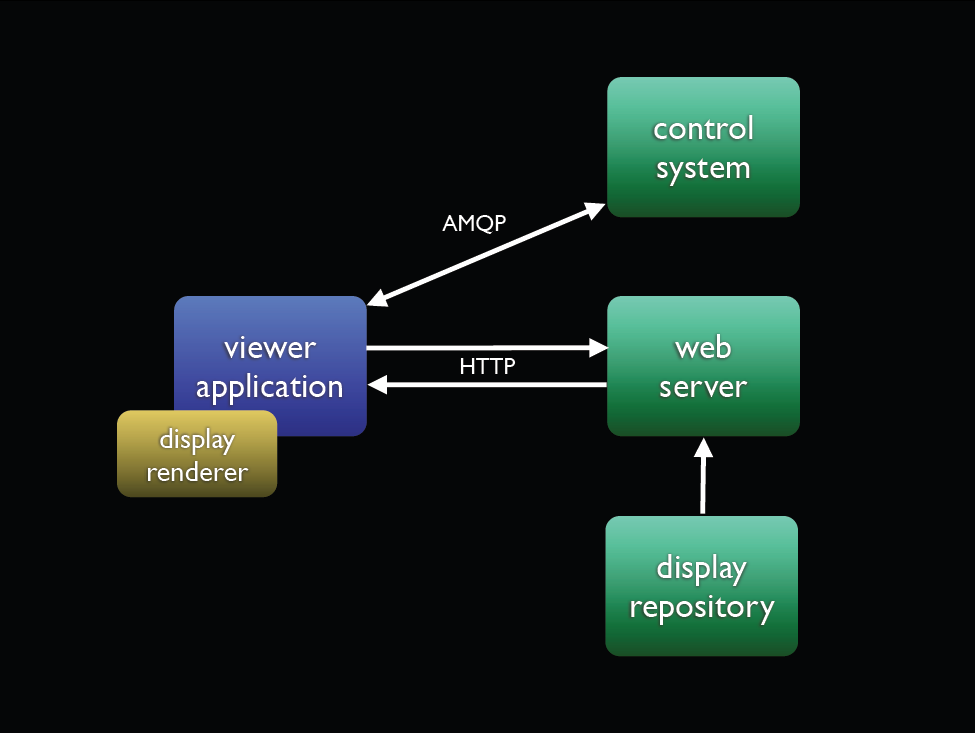 control
system
AMQP
viewer
application
HTTP
web
server
display
renderer
display
repository